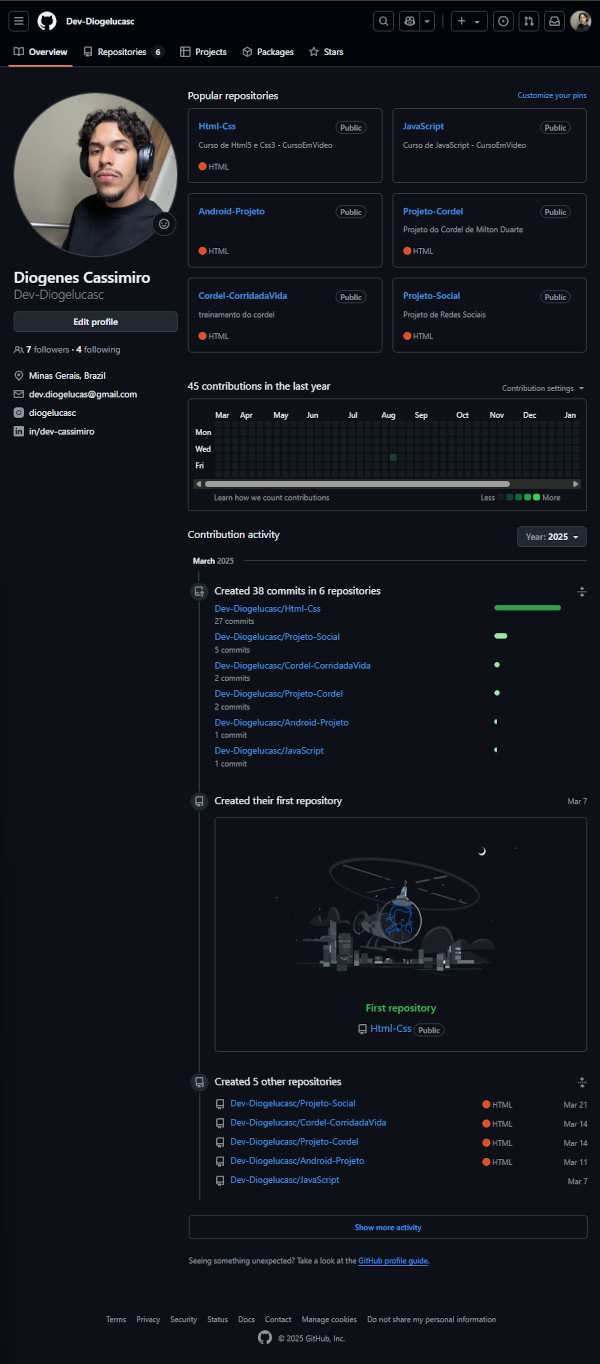 Dev-Diogelucasc
Overview Repositories 6 Projects Packages Stars
Popular repositories Customize your pins
Html-Css Public
Curso de Html5 e Css3 - CursoEmVideo
HTML
JavaScript Public
Curso de JavaScript - CursoEmVideo
Android-Projeto Public
HTML
Projeto-Cordel Public
Projeto do Cordel de Milton Duarte
HTML
Cordel-CorridadaVida Public
treinamento do cordel
HTML
Projeto-Social Public
Projeto de Redes Sociais
HTML
Diogenes Cassimiro
Dev-Diogelucasc
Edit profile
7 followers · 4 following
Minas Gerais, Brazil
dev.diogelucas@gmail.com
diogelucasc
in/dev-cassimiro
45 contributions in the last year Contribution settings
Mar Apr May Jun Jul Aug Sep Oct Nov Dec Jan
Mon
Wed
Fri
Learn how we count contributions Less More
Contribution activity Year: 2025
March 2025
Created 38 commits in 6 repositories
Dev-Diogelucasc/Html-Css
27 commits
Dev-Diogelucasc/Projeto-Social
5 commits
Dev-Diogelucasc/Cordel-CorridadaVida
2 commits
Dev-Diogelucasc/Projeto-Cordel
2 commits
Dev-Diogelucasc/Android-Projeto
1 commit
Dev-Diogelucasc/JavaScript
1 commit
Created their first repository Mar 7
First repository
Html-Css Public
Created 5 other repositories
Dev-Diogelucasc/Projeto-Social HTML Mar 21
Dev-Diogelucasc/Cordel-CorridadaVida HTML Mar 14
Dev-Diogelucasc/Projeto-Cordel HTML Mar 14
Dev-Diogelucasc/Android-Projeto HTML Mar 11
Dev-Diogelucasc/JavaScript Mar 7
Show more activity
Seeing something unexpected? Take a look at the GitHub profile guide.
Terms Privacy Security Status Docs Contact Manage cookies Do not share my personal information
© 2025 GitHub, Inc.